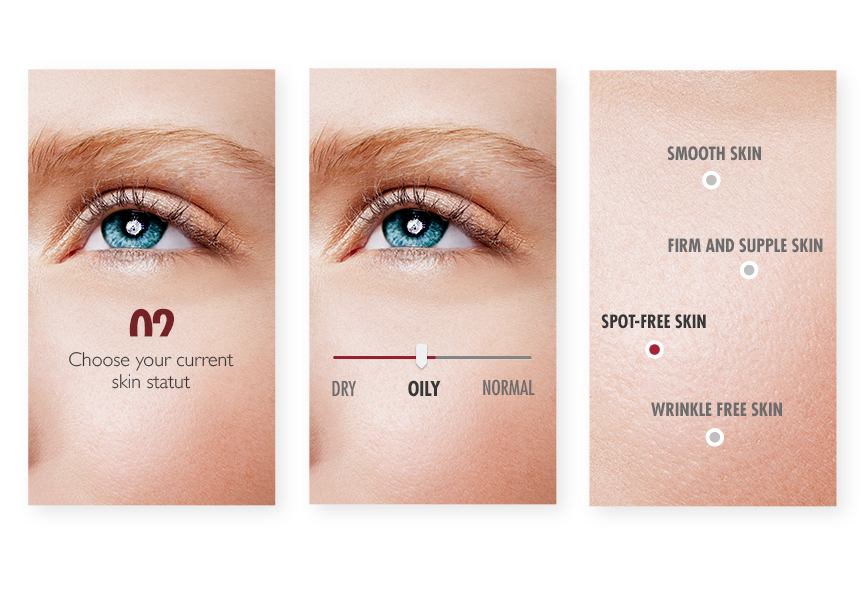 02
Choose your current
skin statut
DRY
OILY
NORMAL
SMOOTH SKIN
FIRM AND SUPPLE SKIN
SPOT-FREE SKIN
WRINKLE FREE SKIN